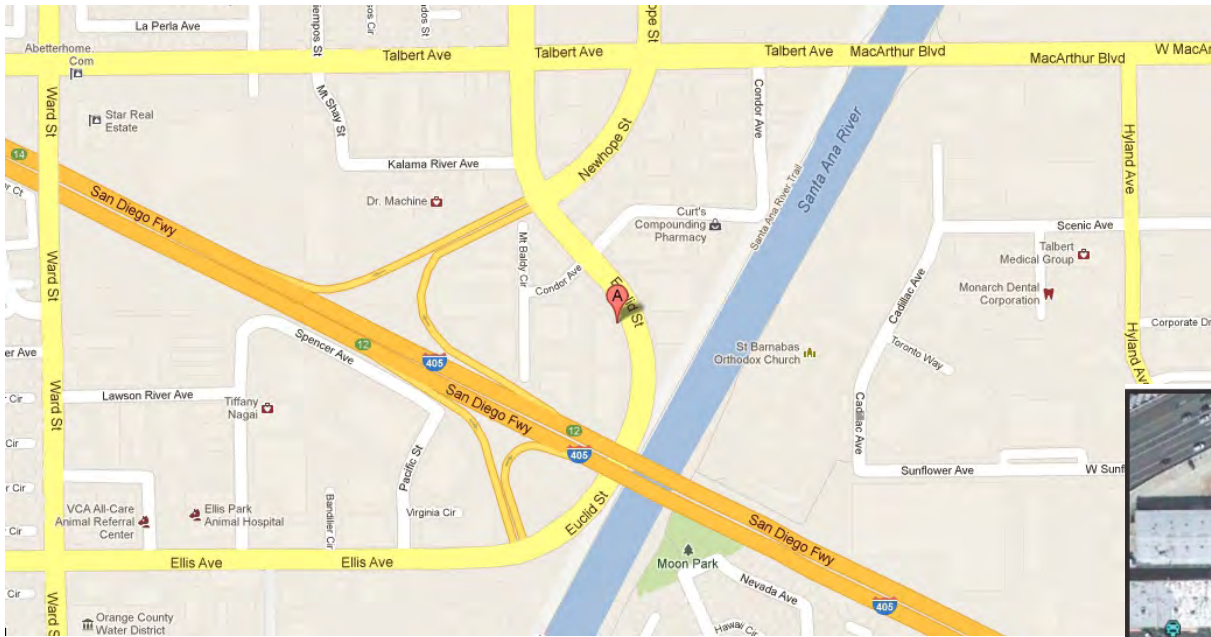 La Perla Ave
Talbert Ave
Talbert Ave
Talbert Ave
MacArthur Blvd
MacArthur Blvd
W MacAr
Abetterhome.
Com
Star Real
Estate
Ward St
Mt Shay St
Kalama River Ave
Newhope St
Dr. Machine
Condor Ave
Santa Ana River
Santa Ana River Trail
Hyland Ave
14
San Diego Fwy
Curt's
Compounding
Pharmacy
Scenic Ave
Talbert
Medical Group
Monarch Dental
Corporation
Mt Baldy Cir
Condor Ave
Cadillac Ave
Ward St
A
Euclid St
Corporate Dr
Toronto Way
Hyland Av
St Barnabas
Orthodox Church
Spencer Ave
12
405
Lawson River Ave
Tiffany
Nagai
San Diego Fwy
12
405
Ward St
Cadillac Ave
Sunflower Ave
W Sunf
Pacific St
VCA All-Care
Animal Referral
Center
Ellis Park
Animal Hospital
Bandilier Cir
Virginia Cir
Euclid St
San Diego Fwy
Ellis Ave
Ellis Ave
Moon Park
Nevada Ave
405
Hawaii Cir
Ward St
Orange County
Water District